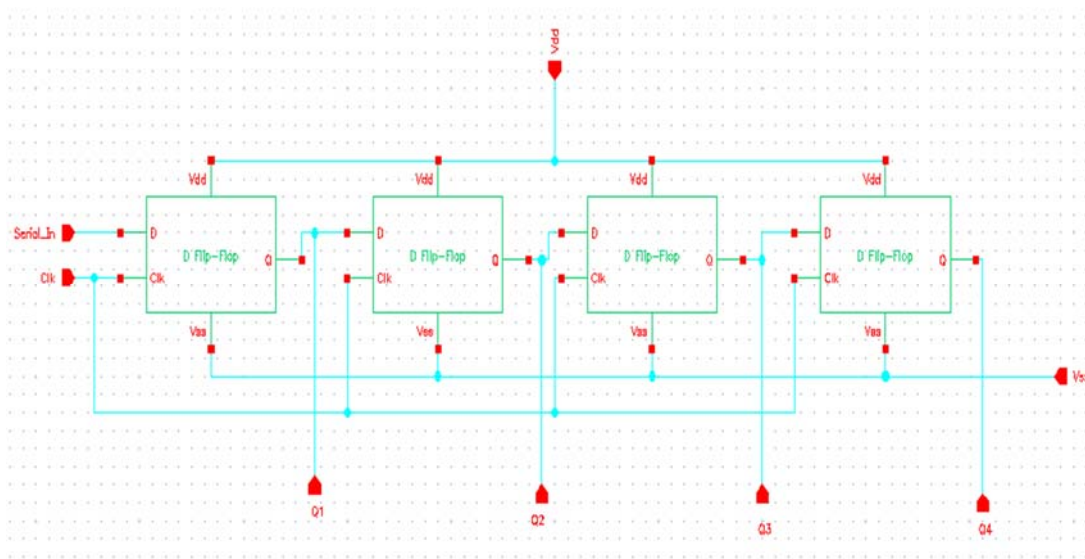 Vdd
Vdd Vdd Vdd Vdd
Serial_In D D D D
D Flip-Flop Q D Flip-Flop Q D Flip-Flop Q D Flip-Flop Q
Clk Clk Clk Clk Clk
Vss Vss Vss Vss
Vs
Q1 Q2 Q3 Q4